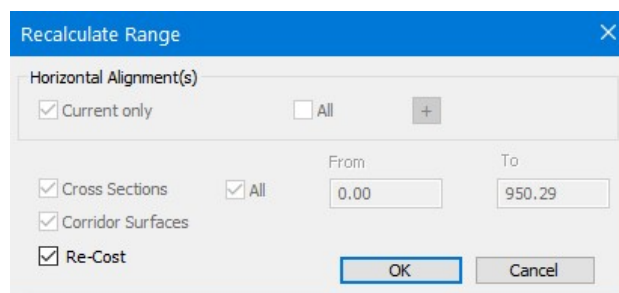 Recalculate Range
Horizontal Alignment(s)
Current only All +
From To
Cross Sections All 0.00 950.29
Corridor Surfaces
Re-Cost OK Cancel